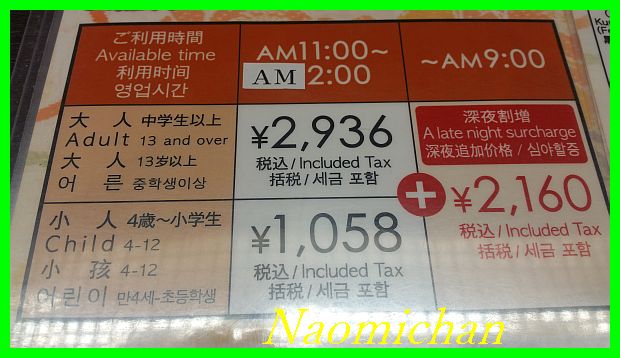 ご利用時間
Available time
利用时间
영업시간
AM11:00~
AM 2:00
~AM9:00
大 人 中学生以上
Adult 13 and over
大 人 13岁以上
어 른 중학생이상
¥2,936
税込/Included Tax
括税/세금 포함
深夜割増
A late night surcharge
深夜追加价格/심야할증
+¥2,160
税込/Included Tax
括税/세금 포함
小 人 4歳~小学生
Child 4-12
小 孩 4-12
어린이 만4세-초등학생
¥1,058
税込/Included Tax
括税/세금 포함
Naomichan